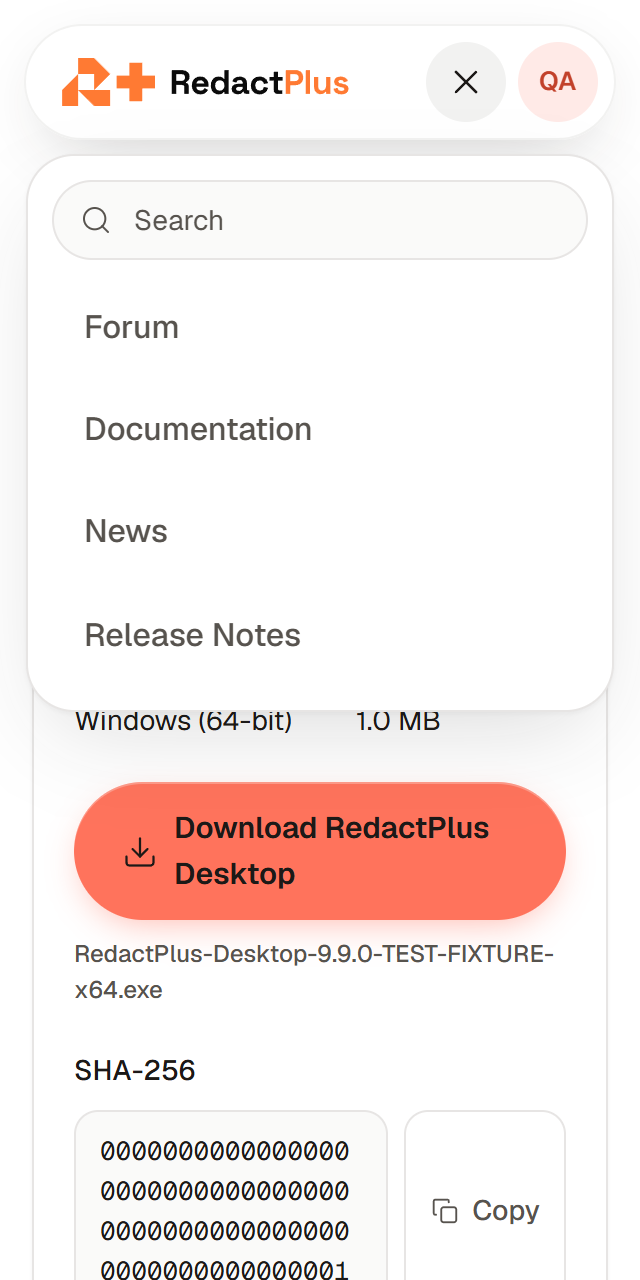 RedactPlus
QA
Search
Forum
Documentation
News
Release Notes
Windows (64-bit) 1.0 MB
Download RedactPlus
Desktop
RedactPlus-Desktop-9.9.0-TEST-FIXTURE-
x64.exe
SHA-256
0000000000000000
0000000000000000
0000000000000000
0000000000000001
Copy